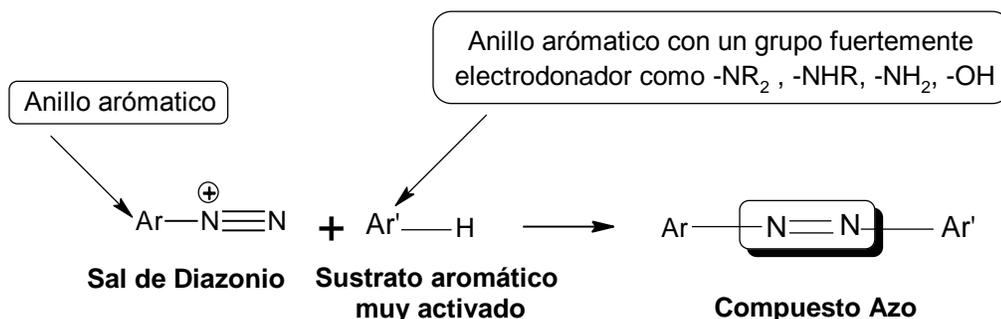 Anillo arómatico con un grupo fuertemente
electrodonador como -NR2 , -NHR, -NH2, -OH
Anillo arómatico
Ar N + N + Ar' H Ar N N Ar'
Sal de Diazonio Sustrato aromático Compuesto Azo
muy activado